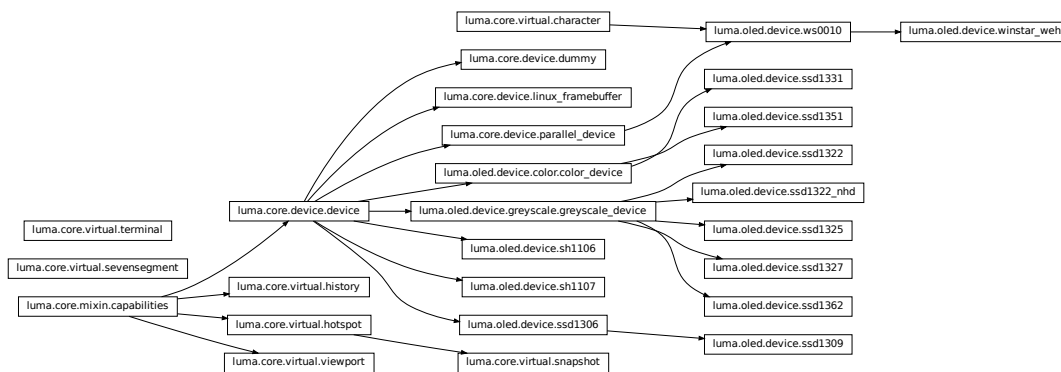 luma.core.virtual.character
luma.oled.device.ws0010
luma.oled.device.winstar_weh
luma.core.device.dummy
luma.oled.device.ssd1331
luma.core.device.linux_framebuffer
luma.oled.device.ssd1351
luma.core.device.parallel_device
luma.oled.device.ssd1322
luma.oled.device.color.color_device
luma.oled.device.ssd1322_nhd
luma.core.device.device
luma.oled.device.greyscale.greyscale_device
luma.core.virtual.terminal
luma.oled.device.ssd1325
luma.oled.device.sh1106
luma.core.virtual.sevensegment
luma.oled.device.ssd1327
luma.core.virtual.history
luma.oled.device.sh1107
luma.core.mixin.capabilities
luma.oled.device.ssd1362
luma.core.virtual.hotspot
luma.oled.device.ssd1306
luma.oled.device.ssd1309
luma.core.virtual.viewport
luma.core.virtual.snapshot